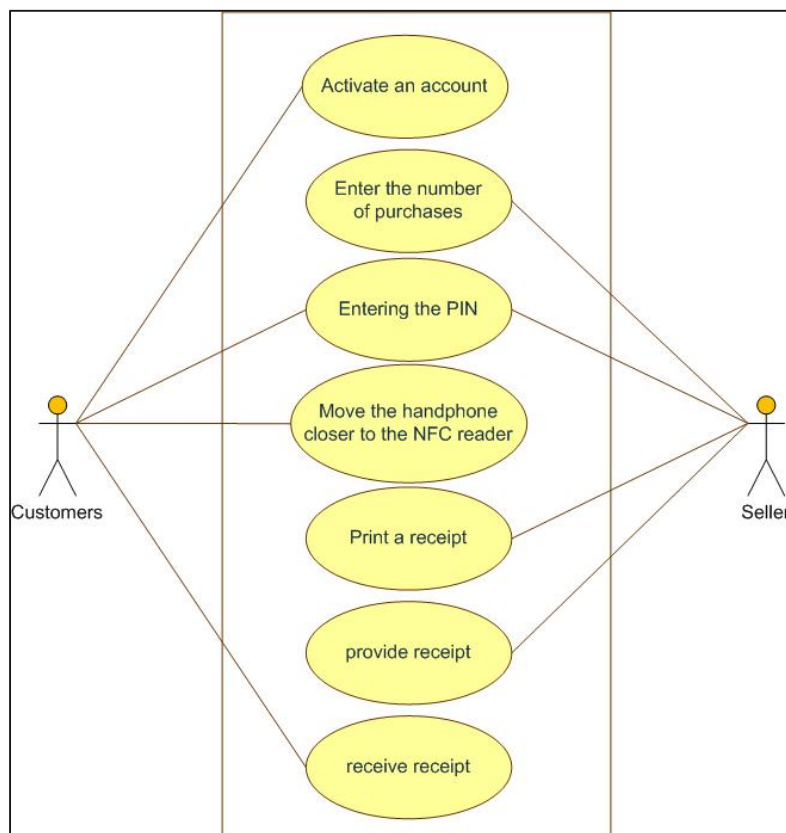 Activate an account
Enter the number
of purchases
Entering the PIN
Move the handphone
closer to the NFC reader
Customers
Seller
Print a receipt
provide receipt
receive receipt